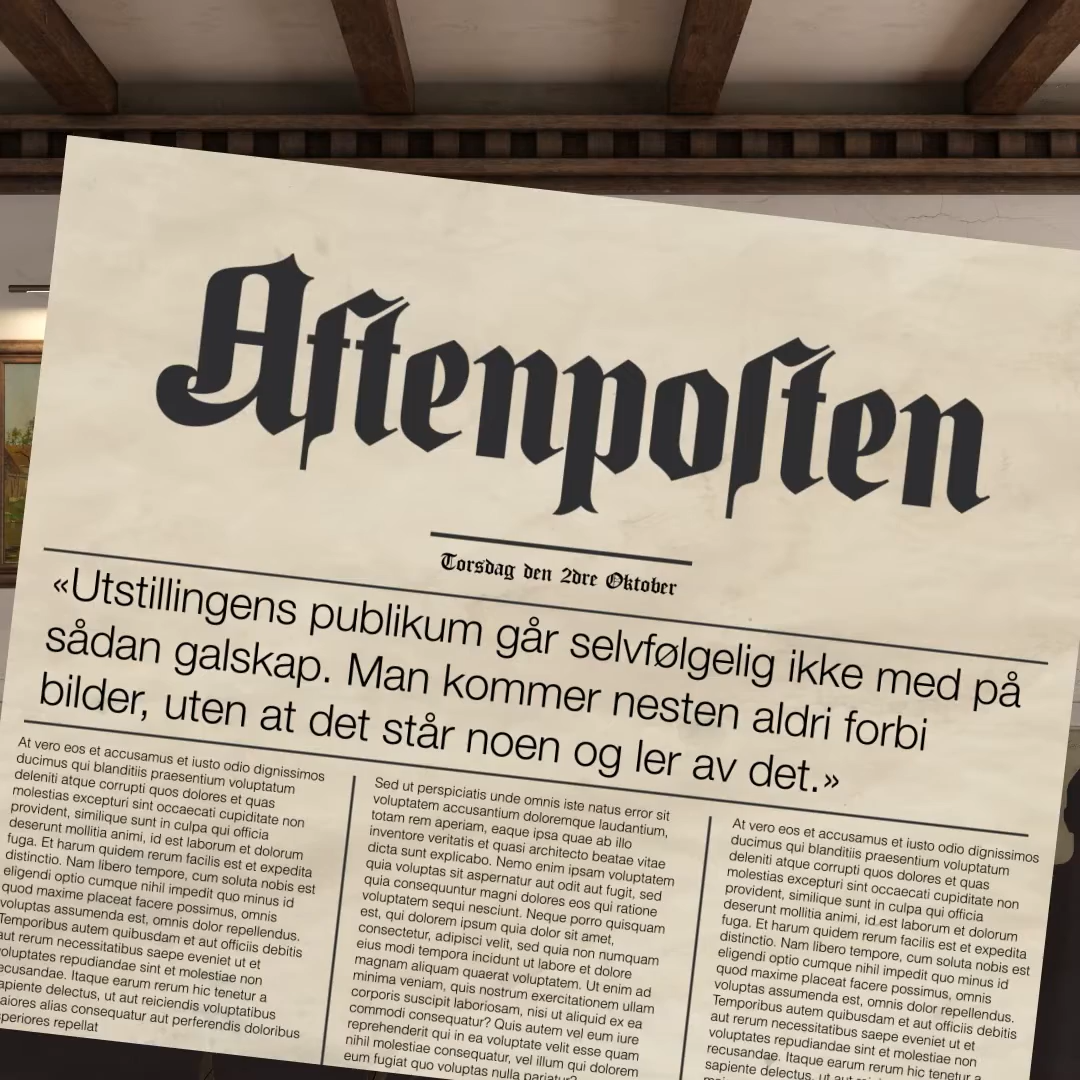 Aftenposten
Torsdag den 2dre Oktober
«Utstillingens publikum går selvfølgelig ikke med på
sådan galskap. Man kommer nesten aldri forbi
bilder, uten at det står noen og ler av det.»
At vero eos et accusamus et iusto odio dignissimos
ducimus qui blanditiis praesentium voluptatum
deleniti atque corrupti quos dolores et quas
molestias excepturi sint occaecati cupiditate non
provident, similique sunt in culpa qui officia
deserunt mollitia animi, id est laborum et dolorum
fuga. Et harum quidem rerum facilis est et expedita
distinctio. Nam libero tempore, cum soluta nobis est
eligendi optio cumque nihil impedit quo minus id
quod maxime placeat facere possimus, omnis
voluptas assumenda est, omnis dolor repellendus.
Temporibus autem quibusdam et aut officiis debitis
aut rerum necessitatibus saepe eveniet ut et
voluptates repudiandae sint et molestiae non
ecusandae. Itaque earum rerum hic tenetur a
apiente delectus, ut aut reiciendis voluptatibus
aiores alias consequatur aut perferendis doloribus
speriores repellat
Sed ut perspiciatis unde omnis iste natus error sit
voluptatem accusantium doloremque laudantium,
totam rem aperiam, eaque ipsa quae ab illo
inventore veritatis et quasi architecto beatae vitae
dicta sunt explicabo. Nemo enim ipsam voluptatem
quia voluptas sit aspernatur aut odit aut fugit, sed
quia consequuntur magni dolores eos qui ratione
voluptatem sequi nesciunt. Neque porro quisquam
est, qui dolorem ipsum quia dolor sit amet,
consectetur, adipisci velit, sed quia non numquam
eius modi tempora incidunt ut labore et dolore
magnam aliquam quaerat voluptatem. Ut enim ad
minima veniam, quis nostrum exercitationem ullam
corporis suscipit laboriosam, nisi ut aliquid ex ea
commodi consequatur? Quis autem vel eum iure
reprehenderit qui in ea voluptate velit esse quam
nihil molestiae consequatur, vel illum qui dolorem
eum fugiat quo voluptas nulla pariatur?
At vero eos et accusamus et iusto odio dignissimos
ducimus qui blanditiis praesentium voluptatum
deleniti atque corrupti quos dolores et quas
molestias excepturi sint occaecati cupiditate non
provident, similique sunt in culpa qui officia
deserunt mollitia animi, id est laborum et dolorum
fuga. Et harum quidem rerum facilis est et expedita
distinctio. Nam libero tempore, cum soluta nobis est
eligendi optio cumque nihil impedit quo minus id
quod maxime placeat facere possimus, omnis
voluptas assumenda est, omnis dolor repellendus.
Temporibus autem quibusdam et aut officiis debitis
aut rerum necessitatibus saepe eveniet ut et
voluptates repudiandae sint et molestiae non
recusandae. Itaque earum rerum hic tenetur a
sapiente delectus, ut aut